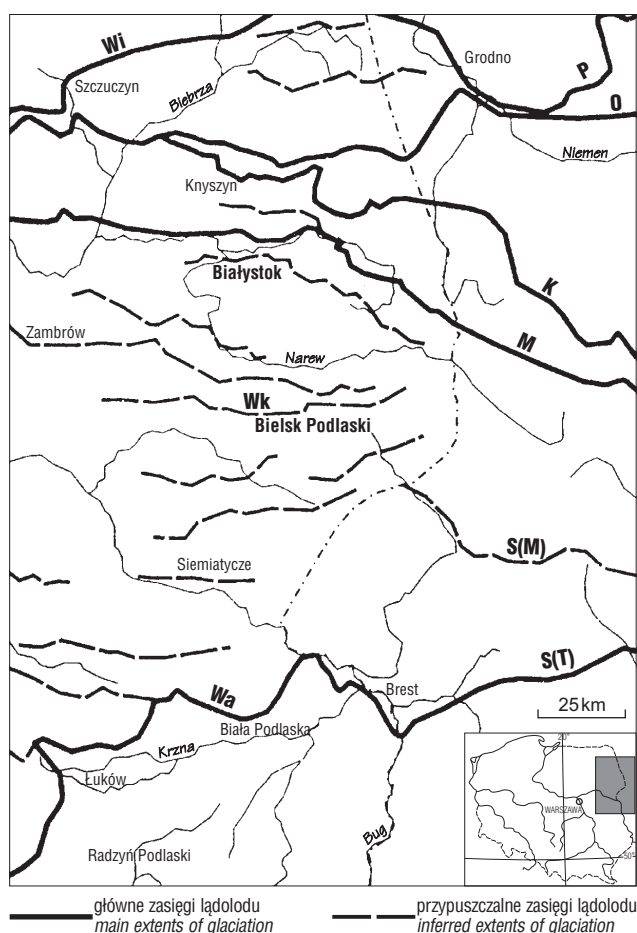 Wi
Grodno
P
Szczuczyn
O
Biebrza
Niemen
Knyszyn
Białystok
K
Zambrów
M
Narew
Wk
Bielsk Podlaski
S(M)
Siemiatycze
S(T)
Wa
Brest
25 km
Biała Podlaska
Krzna
20°
Łuków
WARSZAWA
Bug
Radzyń Podlaski
50°
główne zasięgi lądolodu
main extents of glaciation
przypuszczalne zasięgi lądolodu
inferred extents of glaciation